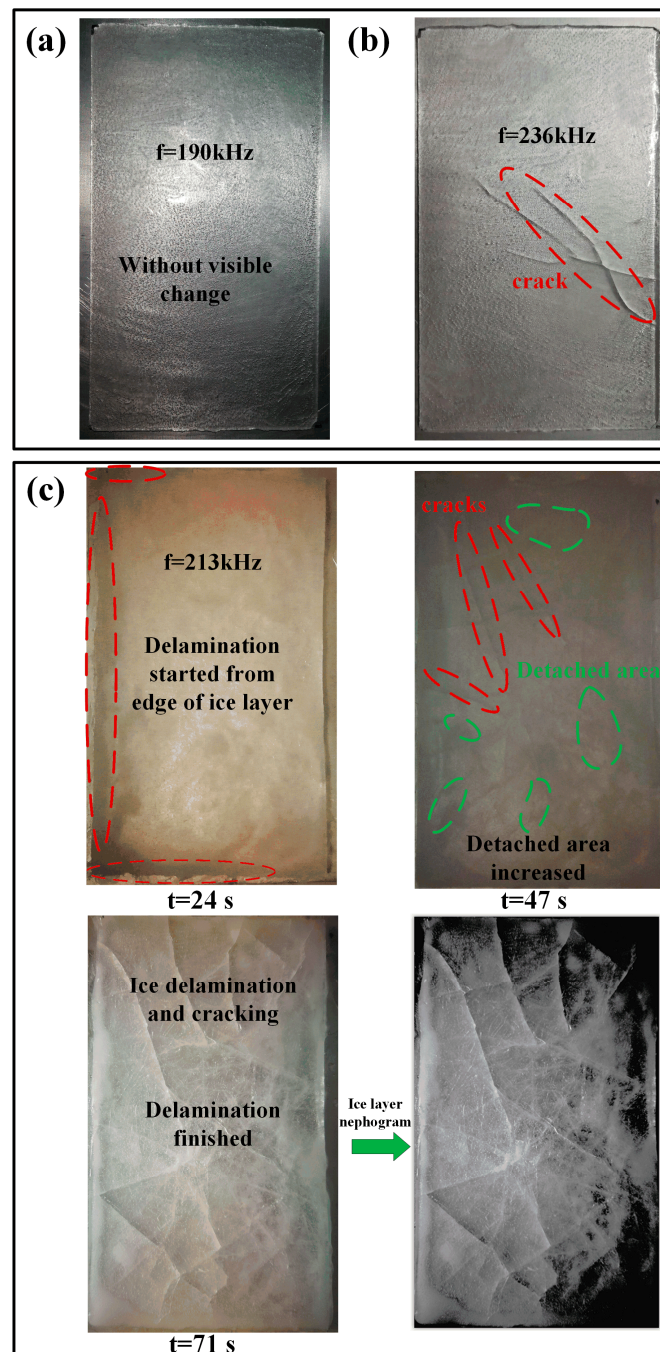 (a)
f=190kHz
Without visible
change
(b)
f=236kHz
crack
(c)
f=213kHz
Delamination
started from
edge of ice layer
t=24 s
cracks
Detached area
Detached area
increased
t=47 s
Ice delamination
and cracking
Delamination
finished
t=71 s
Ice layer
nephogram